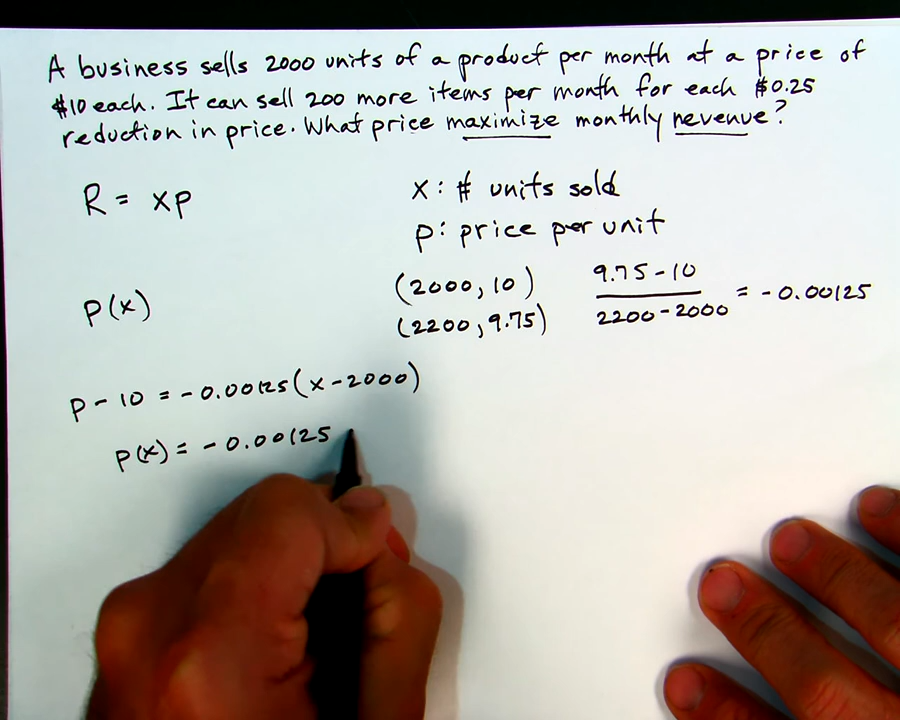 A business sells 2000 units of a product per month at a price of
$10 each. It can sell 200 more items per month for each $0.25
reduction in price. What price maximize monthly revenue?
R = xp
x: # units sold
p: price per unit
p(x)
(2000, 10)
(2200, 9.75)
9.75 - 10
2200 - 2000
= -0.00125
p - 10 = -0.00125(x - 2000)
p(x) = -0.00125